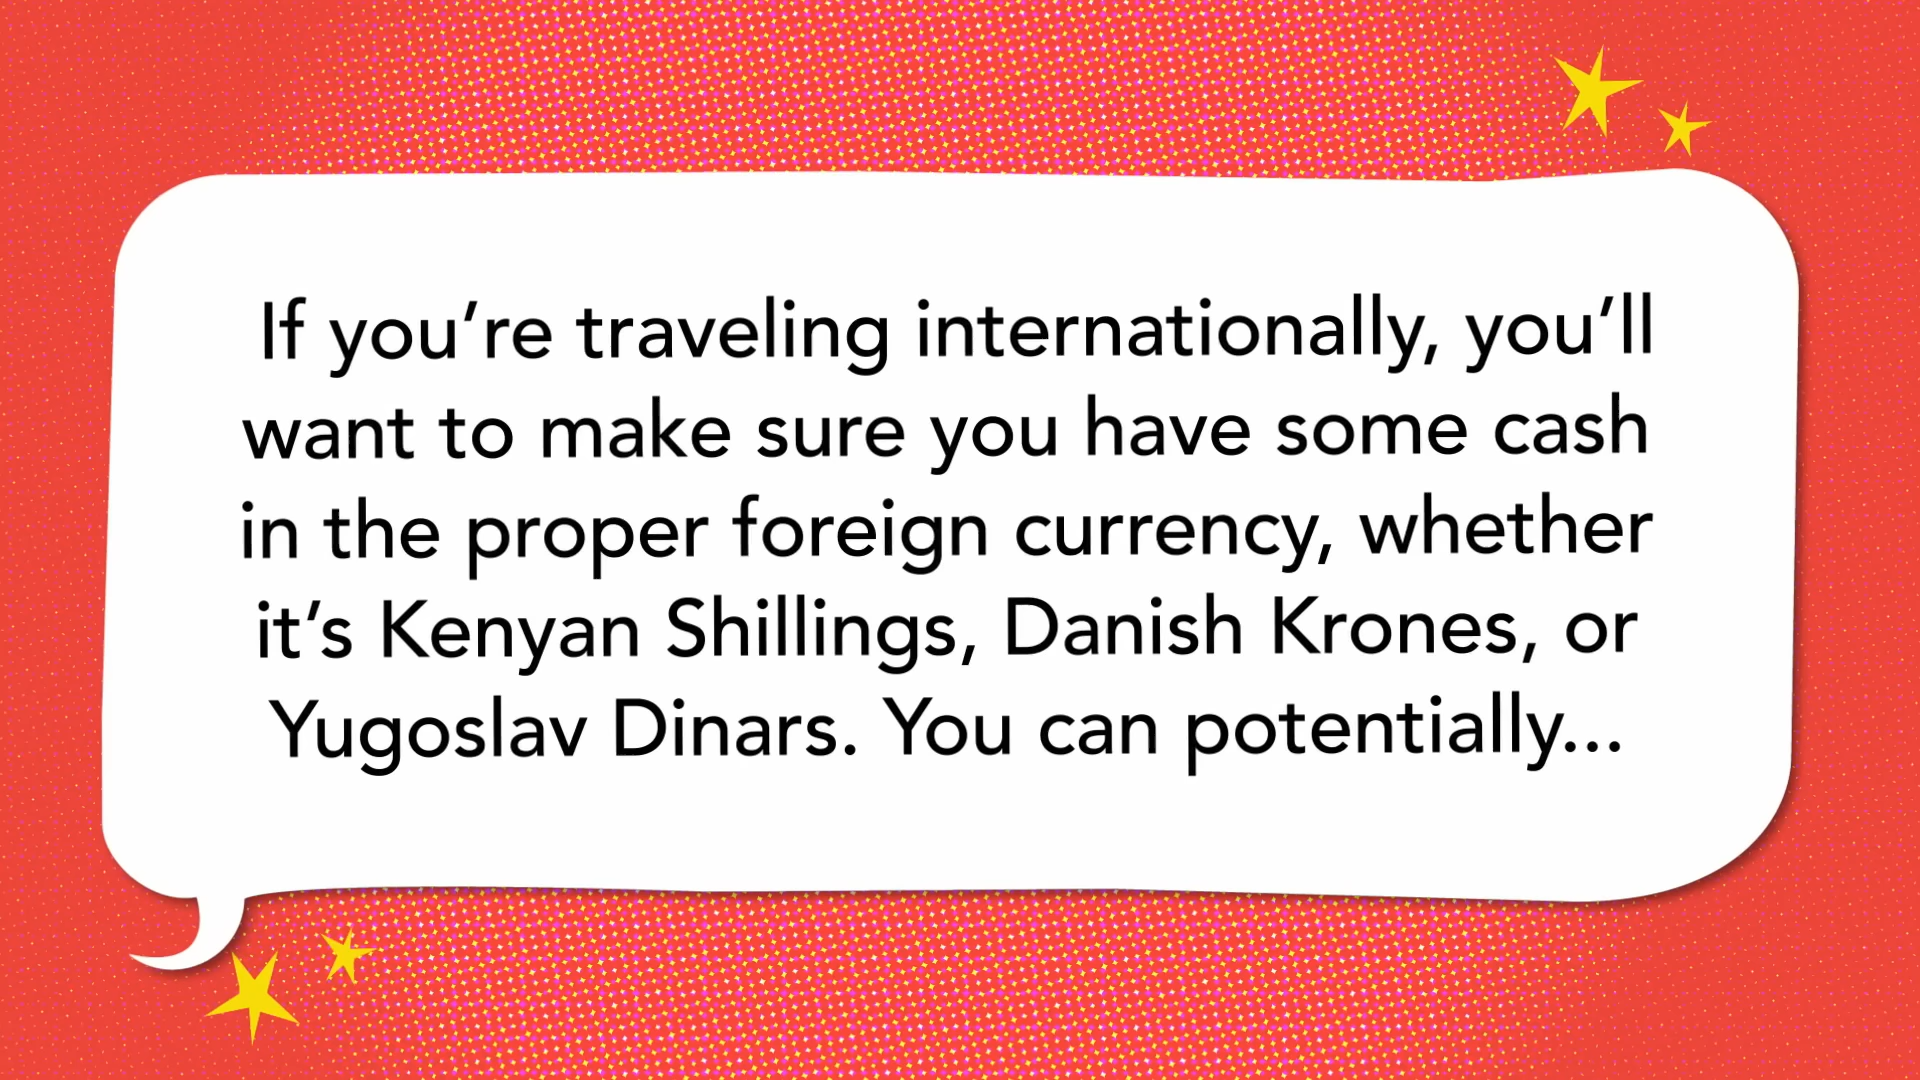 If you’re traveling internationally, you’ll
want to make sure you have some cash
in the proper foreign currency, whether
it’s Kenyan Shillings, Danish Krones, or
Yugoslav Dinars. You can potentially...